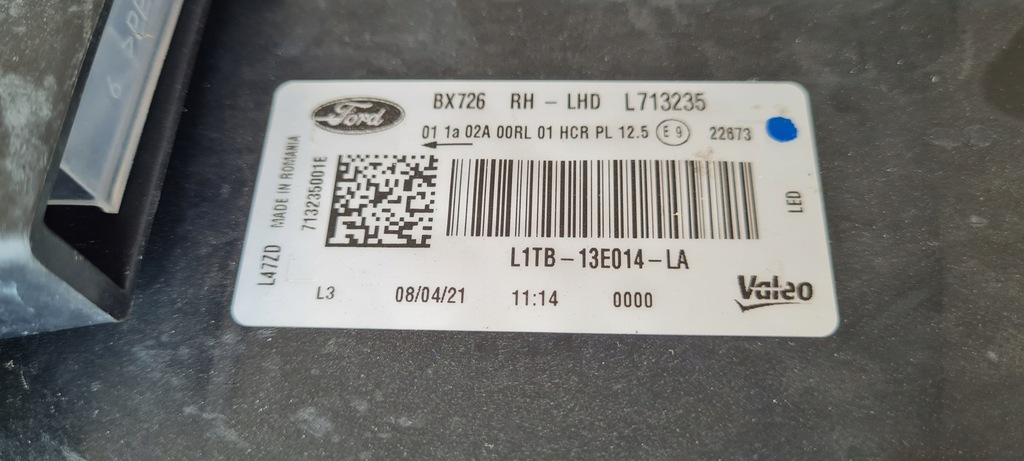 Ford
BX726 RH - LHD L713235
01 1a 02A 00RL 01 HCR PL 12.5 E9 22673
MADE IN ROMANIA
713235001E
L47ZD
LED
L1TB-13E014-LA
L3 08/04/21 11:14 0000
Valeo